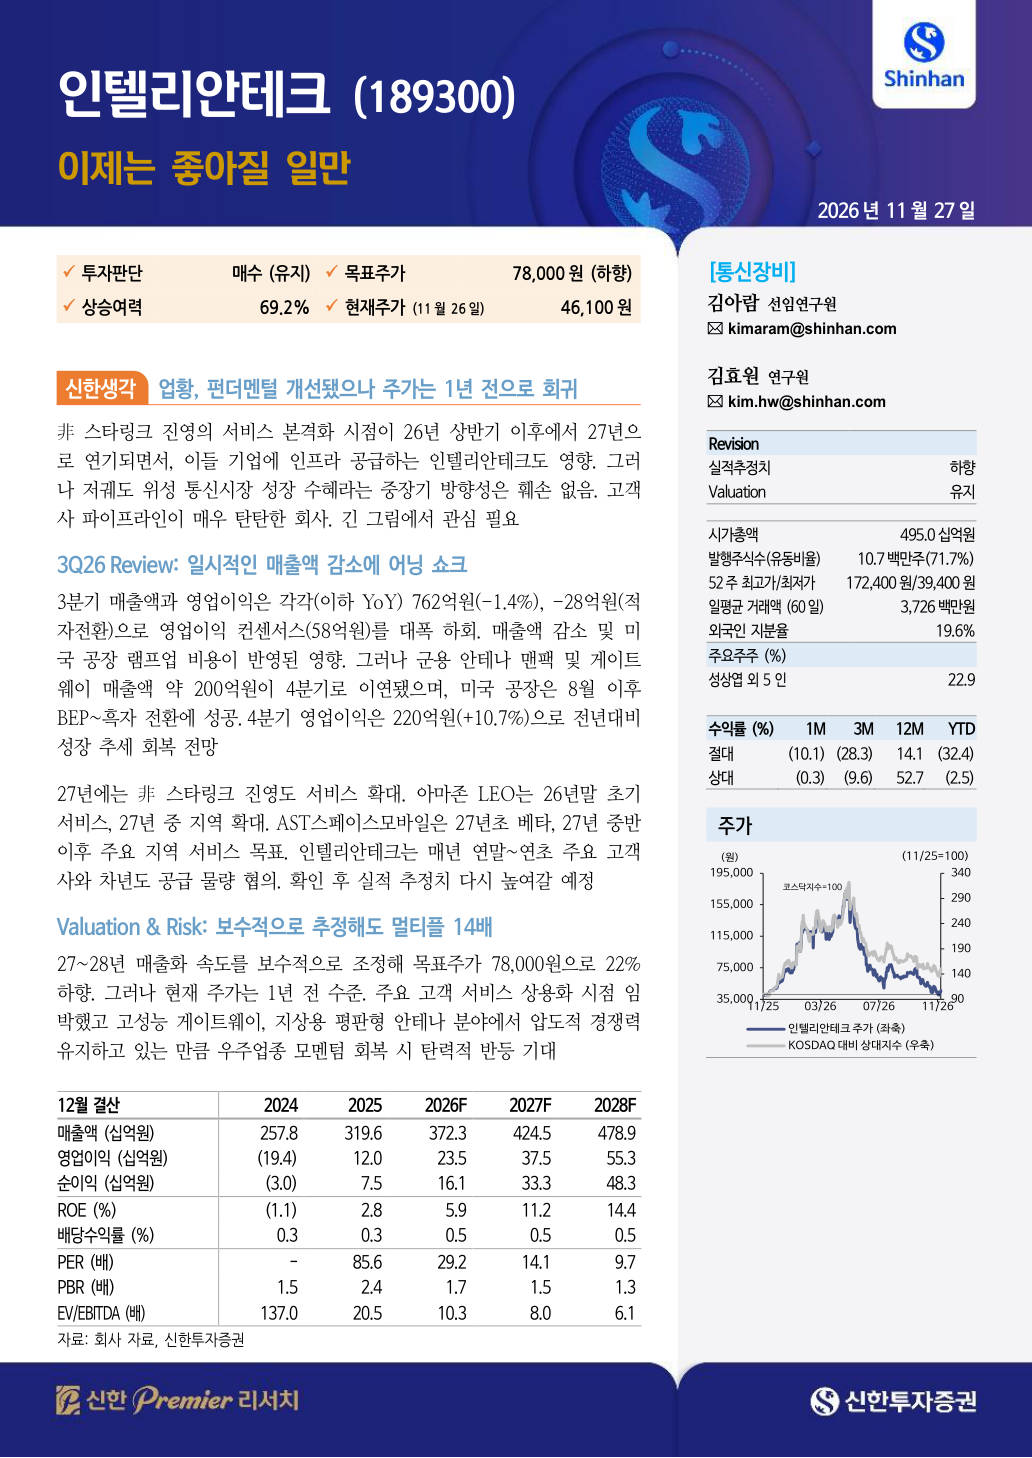 인텔리안테크 (189300)
이제는 좋아질 일만
Shinhan
2026년 11월 27일
✓ 투자판단 매수 (유지) ✓ 목표주가 78,000원 (하향)
✓ 상승여력 69.2% ✓ 현재주가 (11월 26일) 46,100원
신한생각 업황, 펀더멘털 개선됐으나 주가는 1년 전으로 회귀
非 스타링크 진영의 서비스 본격화 시점이 26년 상반기 이후에서 27년으
로 연기되면서, 이들 기업에 인프라 공급하는 인텔리안테크도 영향. 그러
나 저궤도 위성 통신시장 성장 수혜라는 중장기 방향성은 훼손 없음. 고객
사 파이프라인이 매우 탄탄한 회사. 긴 그림에서 관심 필요
3Q26 Review: 일시적인 매출액 감소에 어닝 쇼크
3분기 매출액과 영업이익은 각각(이하 YoY) 762억원(-1.4%), -28억원(적
자전환)으로 영업이익 컨센서스(58억원)를 대폭 하회. 매출액 감소 및 미
국 공장 램프업 비용이 반영된 영향. 그러나 군용 안테나 맨팩 및 게이트
웨이 매출액 약 200억원이 4분기로 이연됐으며, 미국 공장은 8월 이후
BEP~흑자 전환에 성공. 4분기 영업이익은 220억원(+10.7%)으로 전년대비
성장 추세 회복 전망
27년에는 非 스타링크 진영도 서비스 확대. 아마존 LEO는 26년말 초기
서비스, 27년 중 지역 확대. AST스페이스모바일은 27년초 베타, 27년 중반
이후 주요 지역 서비스 목표. 인텔리안테크는 매년 연말~연초 주요 고객
사와 차년도 공급 물량 협의. 확인 후 실적 추정치 다시 높여갈 예정
Valuation & Risk: 보수적으로 추정해도 멀티플 14배
27~28년 매출화 속도를 보수적으로 조정해 목표주가 78,000원으로 22%
하향. 그러나 현재 주가는 1년 전 수준. 주요 고객 서비스 상용화 시점 임
박했고 고성능 게이트웨이, 지상용 평판형 안테나 분야에서 압도적 경쟁력
유지하고 있는 만큼 우주업종 모멘텀 회복 시 탄력적 반등 기대
12월 결산 2024 2025 2026F 2027F 2028F
매출액 (십억원) 257.8 319.6 372.3 424.5 478.9
영업이익 (십억원) (19.4) 12.0 23.5 37.5 55.3
순이익 (십억원) (3.0) 7.5 16.1 33.3 48.3
ROE (%) (1.1) 2.8 5.9 11.2 14.4
배당수익률 (%) 0.3 0.3 0.5 0.5 0.5
PER (배) – 85.6 29.2 14.1 9.7
PBR (배) 1.5 2.4 1.7 1.5 1.3
EV/EBITDA (배) 137.0 20.5 10.3 8.0 6.1
자료: 회사 자료, 신한투자증권
[통신장비]
김아람 선임연구원
kimaram@shinhan.com
김효원 연구원
kim.hw@shinhan.com
Revision
실적추정치 하향
Valuation 유지
시가총액 495.0 십억원
발행주식수(유동비율) 10.7 백만주(71.7%)
52 주 최고가/최저가 172,400 원/39,400 원
일평균 거래액 (60일) 3,726 백만원
외국인 지분율 19.6%
주요주주 (%)
성상엽 외 5 인 22.9
수익률 (%) 1M 3M 12M YTD
절대 (10.1) (28.3) 14.1 (32.4)
상대 (0.3) (9.6) 52.7 (2.5)
주가
(원) (11/25=100)
195,000 340
코스닥지수=100
155,000 290
240
115,000
190
75,000 140
35,000 90
11/25 03/26 07/26 11/26
인텔리안테크 주가 (좌축)
KOSDAQ 대비 상대지수 (우축)
신한 Premier 리서치
신한투자증권